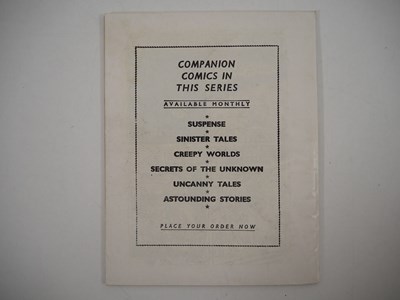 COMPANION
COMICS IN
THIS SERIES
AVAILABLE MONTHLY
SUSPENSE
SINISTER TALES
CREEPY WORLDS
SECRETS OF THE UNKNOWN
UNCANNY TALES
ASTOUNDING STORIES
PLACE YOUR ORDER NOW